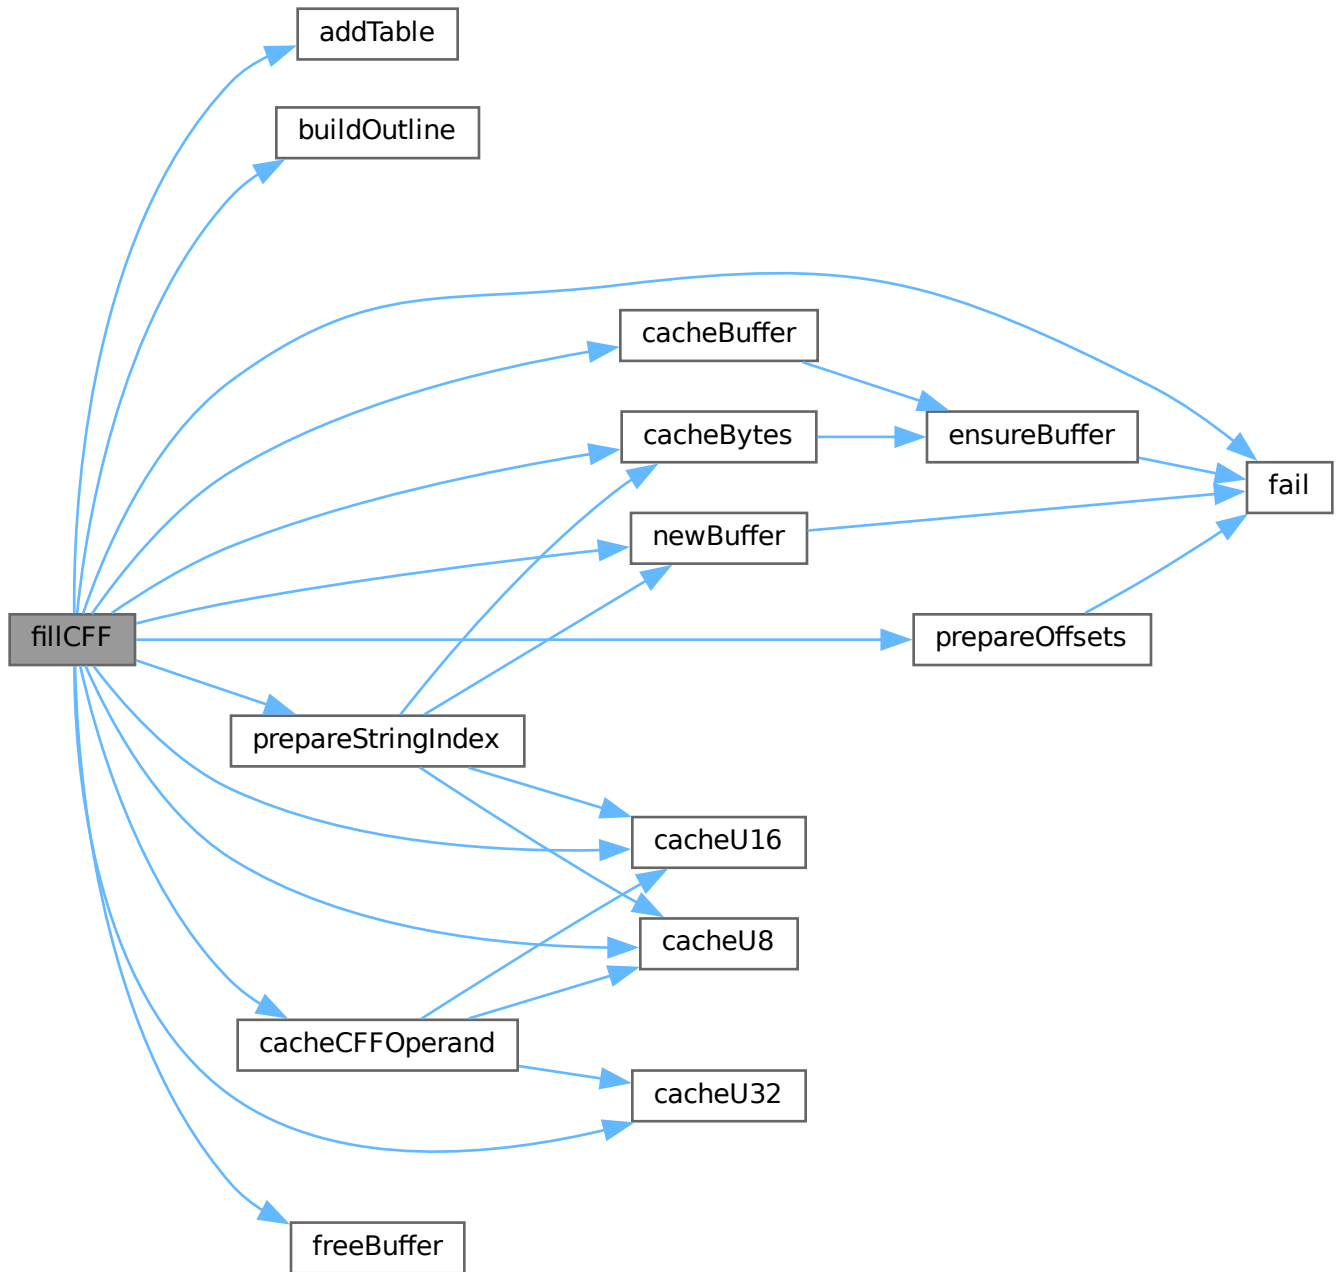 addTable
buildOutline
cacheBuffer
cacheBytes
ensureBuffer
fail
newBuffer
fillCFF
prepareOffsets
prepareStringIndex
cacheU16
cacheU8
cacheCFFOperand
cacheU32
freeBuffer